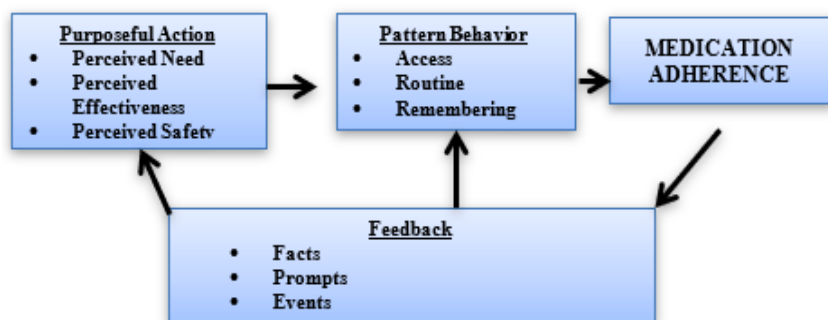 Purposeful Action
• Perceived Need
• Perceived
Effectiveness
• Perceived Safety
Pattern Behavior
• Access
• Routine
• Remembering
MEDICATION
ADHERENCE
Feedback
• Facts
• Prompts
• Events